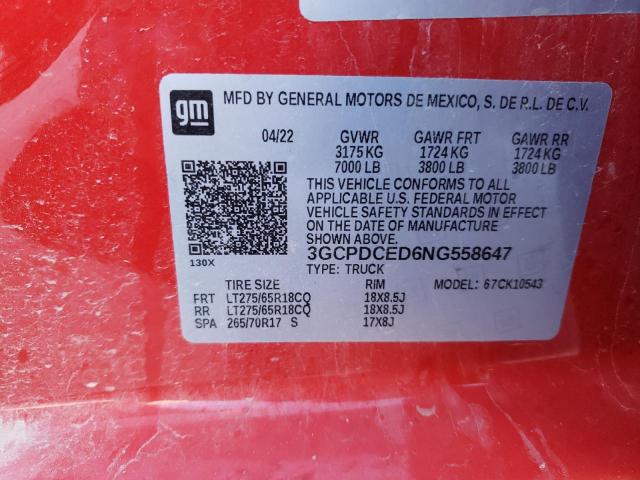 gm
MFD BY GENERAL MOTORS DE MEXICO, S. DE R.L. DE C.V.
04/22 GVWR GAWR FRT GAWR RR
3175 KG 1724 KG 1724 KG
7000 LB 3800 LB 3800 LB
THIS VEHICLE CONFORMS TO ALL
APPLICABLE U.S. FEDERAL MOTOR
VEHICLE SAFETY STANDARDS IN EFFECT
ON THE DATE OF MANUFACTURE
SHOWN ABOVE.
130X 3GCPDCED6NG558647
TYPE: TRUCK
TIRE SIZE RIM MODEL: 67CK10543
FRT LT275/65R18CQ 18X8.5J
RR LT275/65R18CQ 18X8.5J
SPA 265/70R17 S 17X8J